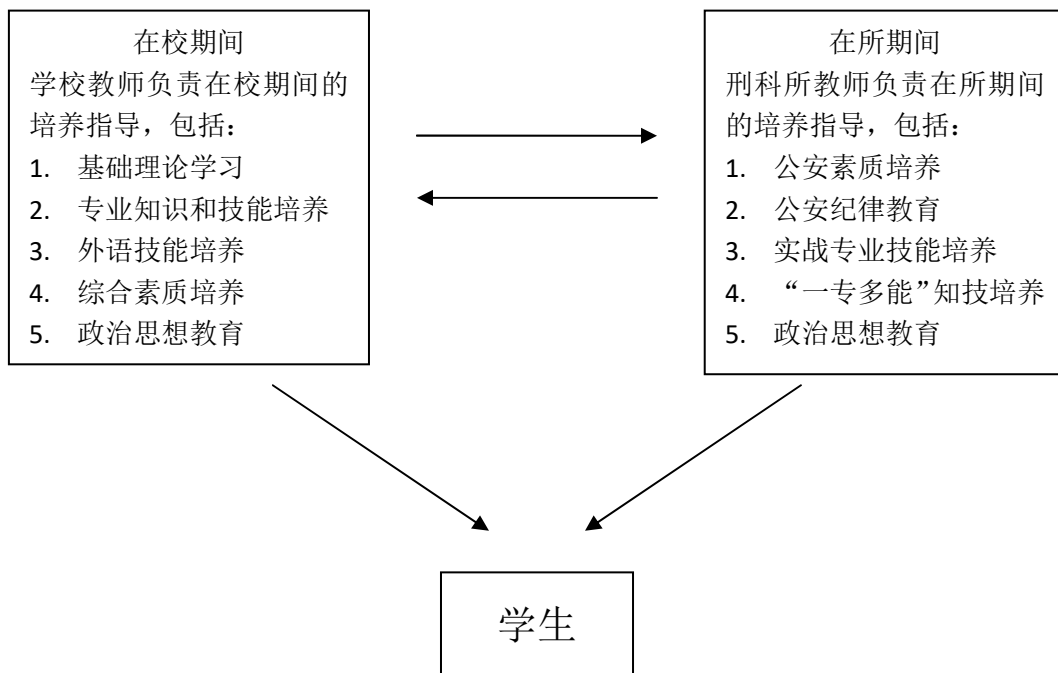 在校期间
学校教师负责在校期间的
培养指导，包括：
1. 基础理论学习
2. 专业知识和技能培养
3. 外语技能培养
4. 综合素质培养
5. 政治思想教育
在所期间
刑科所教师负责在所期间
的培养指导，包括：
1. 公安素质培养
2. 公安纪律教育
3. 实战专业技能培养
4. “一专多能”知技培养
5. 政治思想教育
学生